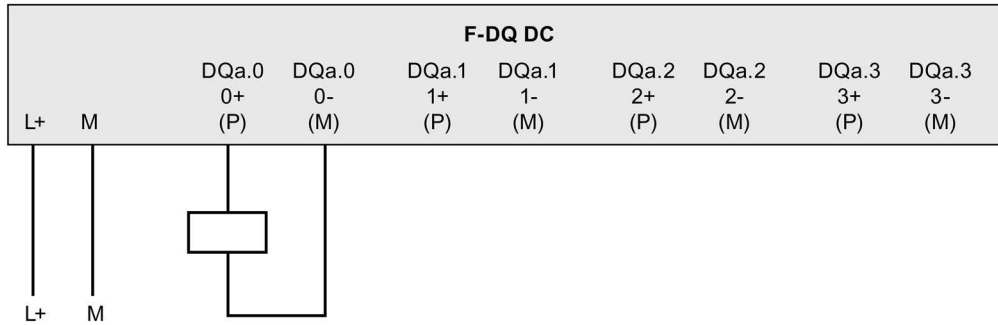 F-DQ DC
DQa.0 DQa.0 DQa.1 DQa.1 DQa.2 DQa.2 DQa.3 DQa.3
0+ 0- 1+ 1- 2+ 2- 3+ 3-
L+ M (P) (M) (P) (M) (P) (M) (P) (M)
L+ M